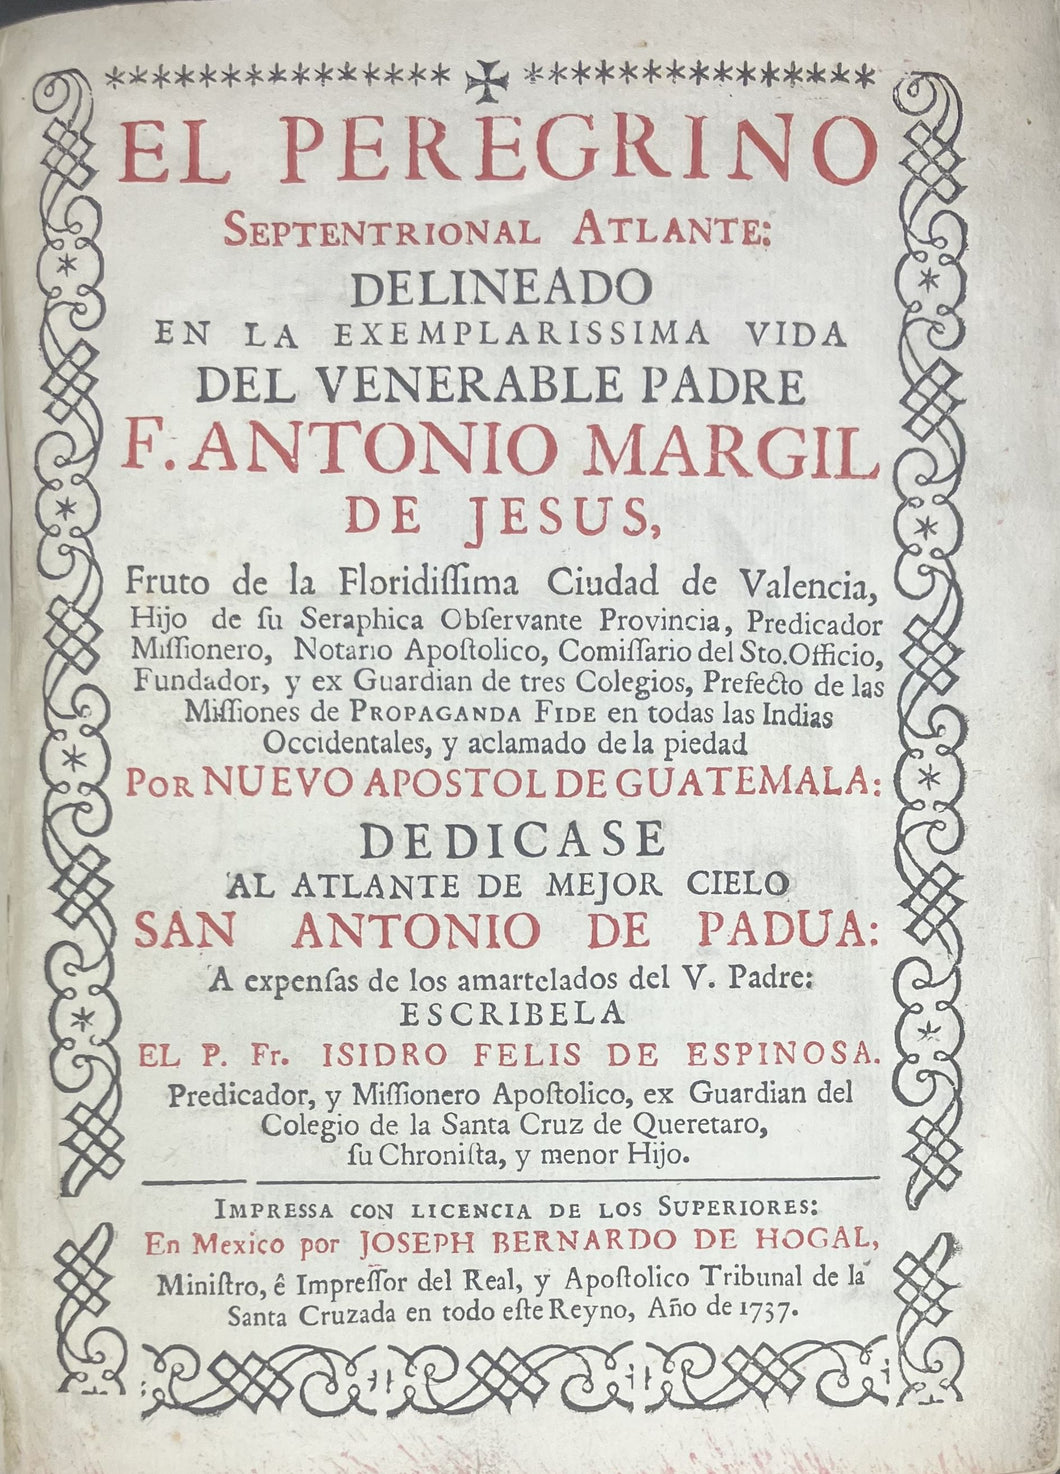 EL PEREGRINO
SEPTENTRIONAL ATLANTE:
DELINEADO
EN LA EXEMPLARISSIMA VIDA
DEL VENERABLE PADRE
F. ANTONIO MARGIL
DE JESUS,
Fruto de la Floridiſſima Ciudad de Valencia,
Hijo de ſu Seraphica Obſervante Provincia, Predicador
Miſſionero, Notario Apoſtolico, Comiſſario del Sto. Officio,
Fundador, y ex Guardian de tres Colegios, Prefecto de las
Miſſiones de PROPAGANDA FIDE en todas las Indias
Occidentales, y aclamado de la piedad
POR NUEVO APOSTOL DE GUATEMALA:
DEDICASE
AL ATLANTE DE MEJOR CIELO
SAN ANTONIO DE PADUA:
A expenſas de los amartelados del V. Padre:
ESCRIBELA
EL P. Fr. ISIDRO FELIS DE ESPINOSA.
Predicador, y Miſſionero Apoſtolico, ex Guardian del
Colegio de la Santa Cruz de Queretaro,
ſu Chroniſta, y menor Hijo.
IMPRESSA CON LICENCIA DE LOS SUPERIORES:
En Mexico por JOSEPH BERNARDO DE HOGAL,
Miniſtro, ê Impreſſor del Real, y Apoſtolico Tribunal de la
Santa Cruzada en todo eſte Reyno, Año de 1737.